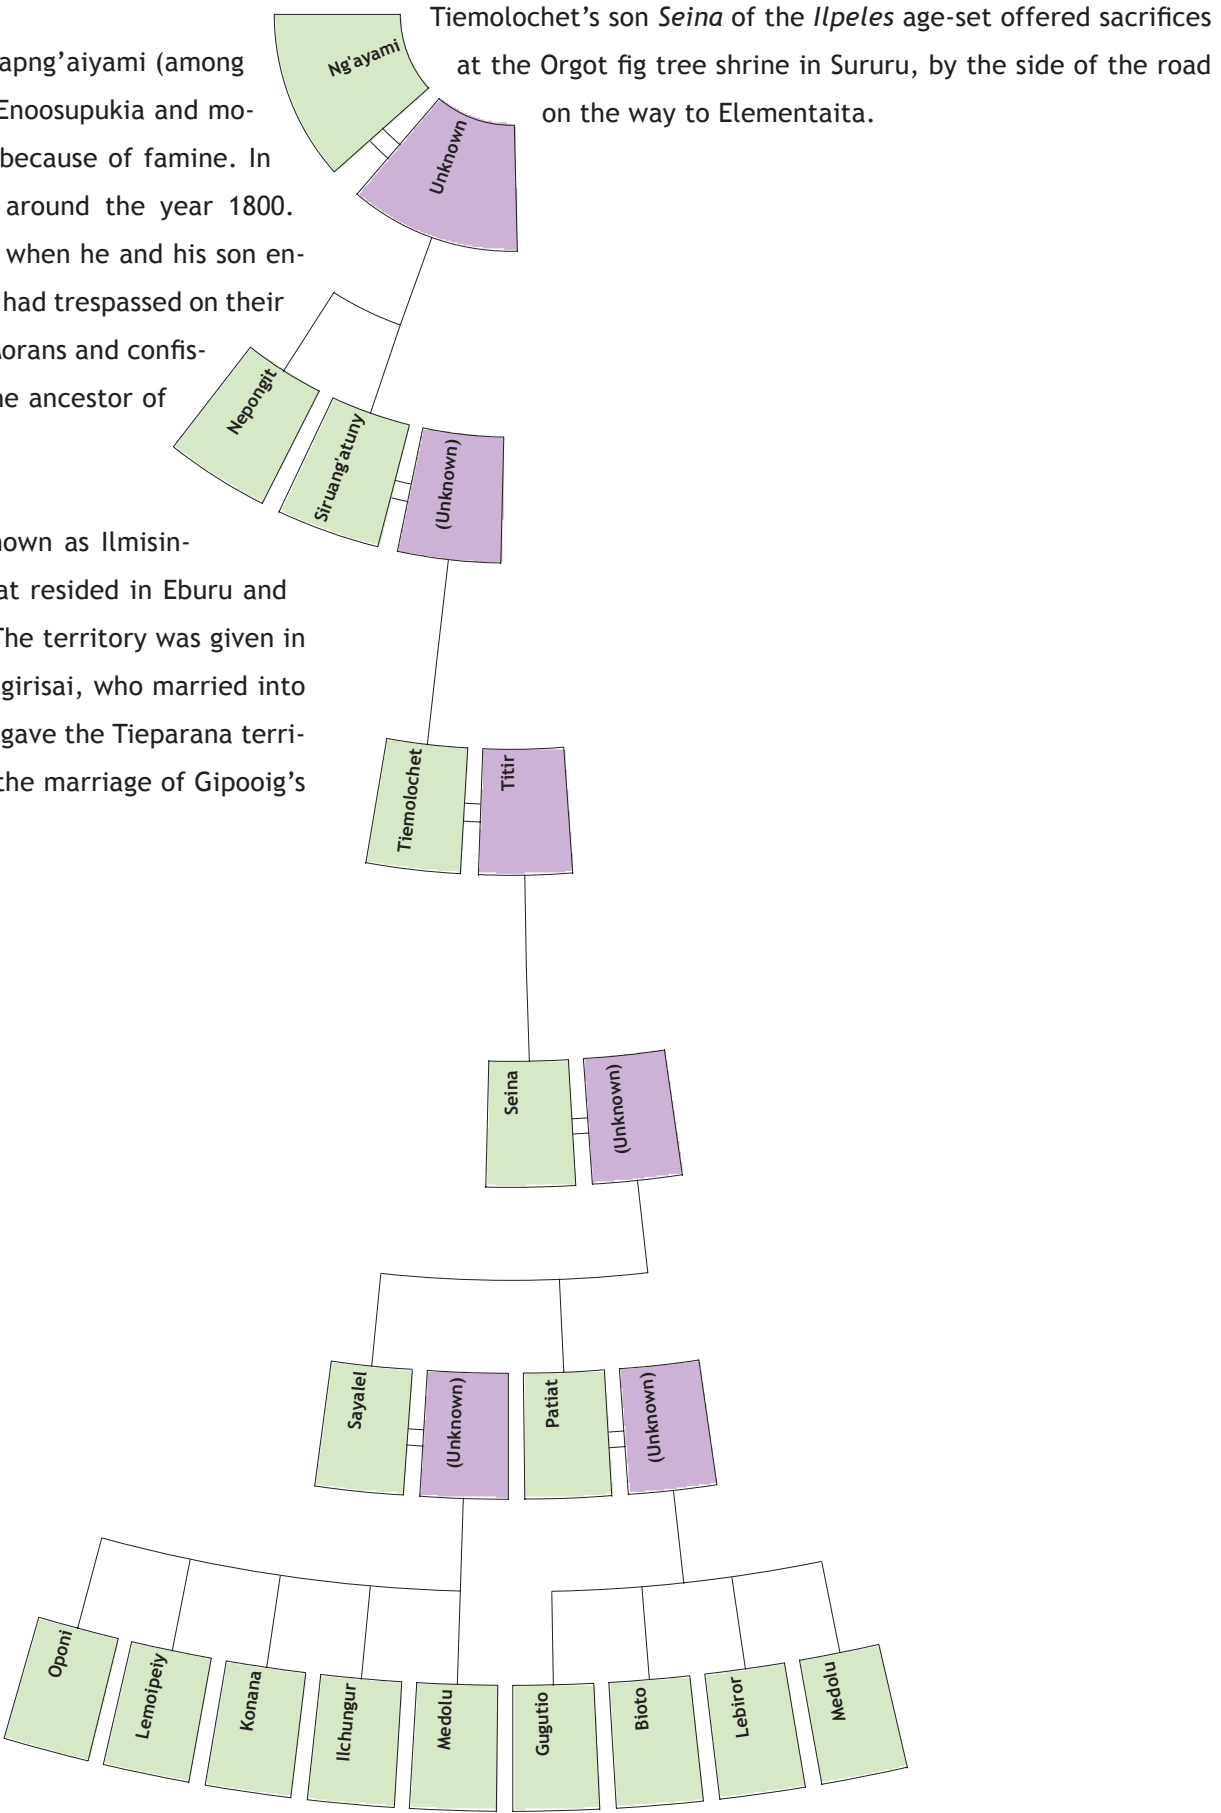 Tiemolochet’s son Seina of the Ilpeles age-set offered sacrifices
at the Orgot fig tree shrine in Sururu, by the side of the road
on the way to Elementaita.
apng’aiyami (among
Enoosupukia and mo-
because of famine. In
around the year 1800.
when he and his son en-
had trespassed on their
orans and confis-
ne ancestor of
nown as Ilmisin-
at resided in Eburu and
The territory was given in
girisai, who married into
gave the Tieparana terri-
the marriage of Gipooig’s
Ng'ayami
Unknown
Nepongit
Siruang'atuny
(Unknown)
Tiemolochet
Titir
Seina
(Unknown)
Sayalel
(Unknown)
Patiat
(Unknown)
Oponi
Lemoipeiy
Konana
Ilchungur
Medolu
Gugutio
Bioto
Lebiror
Medolu